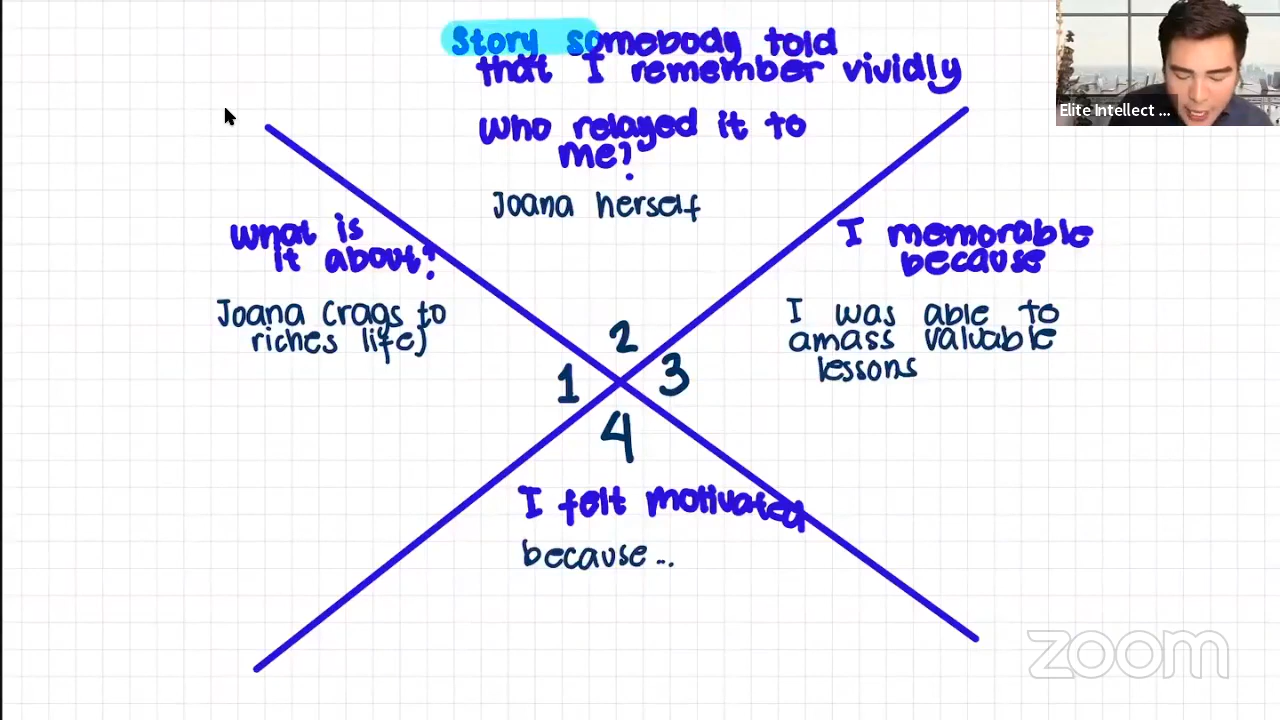 Story somebody told
that I remember vividly
Elite Intellect ...
Who relayed it to
me?
Joana herself
What is
it about?
Joana (rags to
riches life)
I memorable
because
I was able to
amass valuable
lessons
2
1
3
4
I felt motivated
because..
zoom